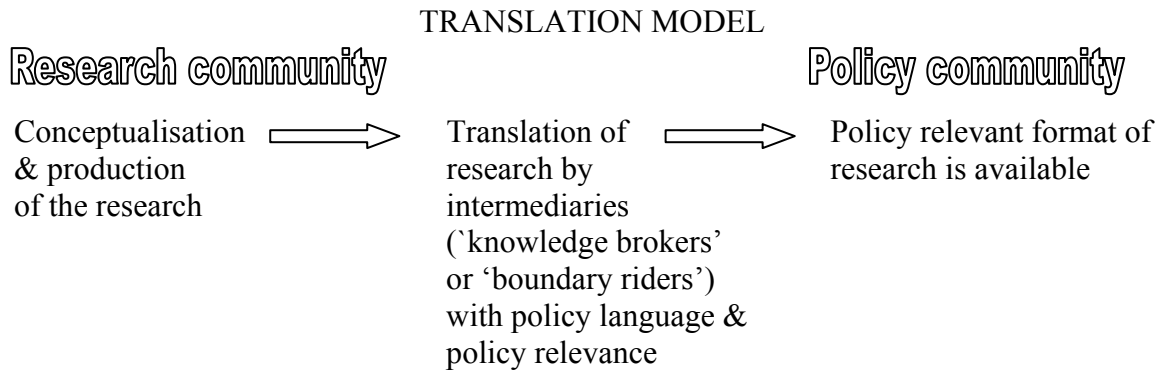 TRANSLATION MODEL
Research community
Policy community
Conceptualisation
& production
of the research
Translation of
research by
intermediaries
(`knowledge brokers’
or ‘boundary riders’)
with policy language &
policy relevance
Policy relevant format of
research is available